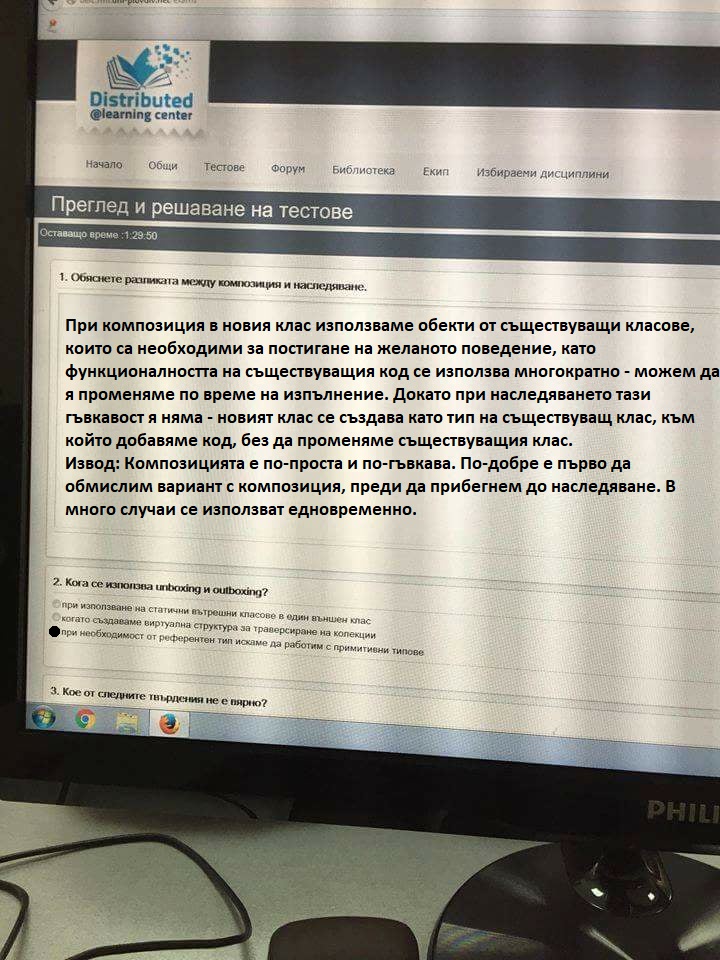 Distributed
@learning center
Начало Общи Тестове Форум Библиотека Екип Избираеми дисциплини
Преглед и решаване на тестове
Оставащо време :1:29:50
1. Обяснете разликата между композиция и наследяване.
При композиция в новия клас използваме обекти от съществуващи класове,
които са необходими за постигане на желаното поведение, като
функционалността на съществуващия код се използва многократно - можем да
я променяме по време на изпълнение. Докато при наследяването тази
гъвкавост я няма - новият клас се създава като тип на съществуващ клас, към
който добавяме код, без да променяме съществуващия клас.
Извод: Композицията е по-проста и по-гъвкава. По-добре е първо да
обмислим вариант с композиция, преди да прибегнем до наследяване. В
много случаи се използват едновременно.
2. Кога се използва unboxing и outboxing?
при използване на статични вътрешни класове в един външен клас
когато създаваме виртуална структура за траверсиране на колекции
при необходимост от референтен тип искаме да работим с примитивни типове
3. Кое от следните твърдения не е вярно?
PHILI